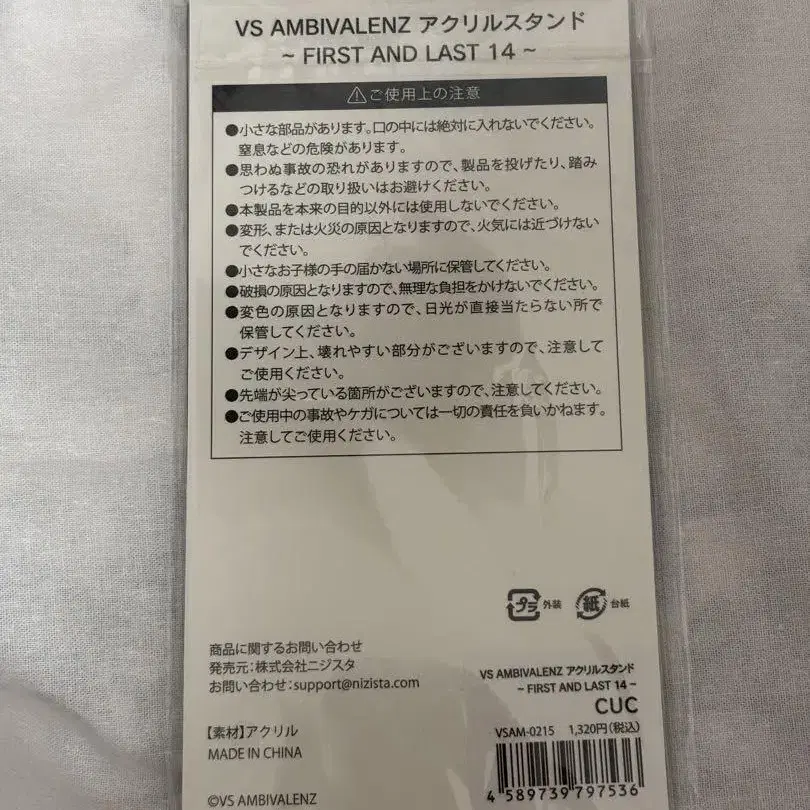 VS AMBIVALENZ アクリルスタンド
~ FIRST AND LAST 14 ~
⚠ご使用上の注意
●小さな部品があります。口の中には絶対に入れないでください。
窒息などの危険があります。
●思わぬ事故の恐れがありますので、製品を投げたり、踏み
つけるなどの取り扱いはお避けください。
●本製品を本来の目的以外には使用しないでください。
●変形、または火災の原因となりますので、火気には近づけない
でください。
●小さなお子様の手の届かない場所に保管してください。
●破損の原因となりますので、無理な負担をかけないでください。
●変色の原因となりますので、日光が直接当たらない所で
保管してください。
●デザイン上、壊れやすい部分がございますので、注意して
ご使用ください。
●先端が尖っている箇所がございますので、注意してください。
●ご使用中の事故やケガについては一切の責任を負いかねます。
注意してご使用ください。
プラ 外装 紙 台紙
商品に関するお問い合わせ
発売元:株式会社ニジスタ
お問い合わせ:support@nizista.com
【素材】アクリル
MADE IN CHINA
©VS AMBIVALENZ
VS AMBIVALENZ アクリルスタンド
~ FIRST AND LAST 14 ~
CUC
VSAM-0215 1,320円(税込)
4 589739 797536